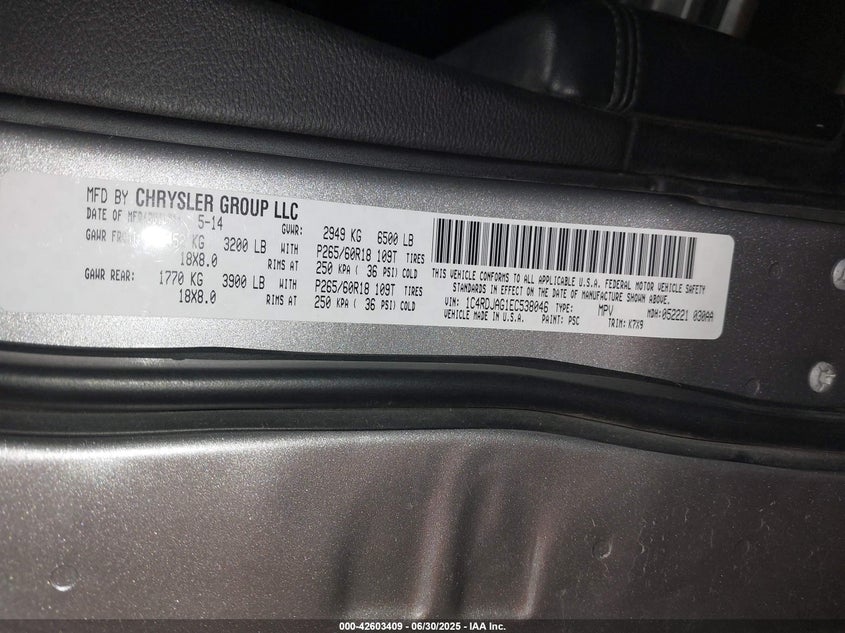 MFD BY CHRYSLER GROUP LLC
DATE OF 5-14 GVWR: 2949 KG 6500 LB
GAWR KG 3200 LB WITH P265/60R18 109T TIRES
18X8.0 RIMS AT 250 KPA ( 36 PSI) COLD
GAWR REAR: 1770 KG 3900 LB WITH P265/60R18 109T TIRES
18X8.0 RIMS AT 250 KPA ( 36 PSI) COLD
THIS VEHICLE CONFORMS TO ALL APPLICABLE U.S.A. FEDERAL MOTOR VEHICLE SAFETY
STANDARDS IN EFFECT ON THE DATE OF MANUFACTURE SHOWN ABOVE.
VIN: 1C4RDJAG1EC538046 TYPE: MPV MDH:052221 030AA
VEHICLE MADE IN U.S.A. PAINT: PSC TRIM: K7X9
000-42603409 - 06/30/2025 - IAA Inc.